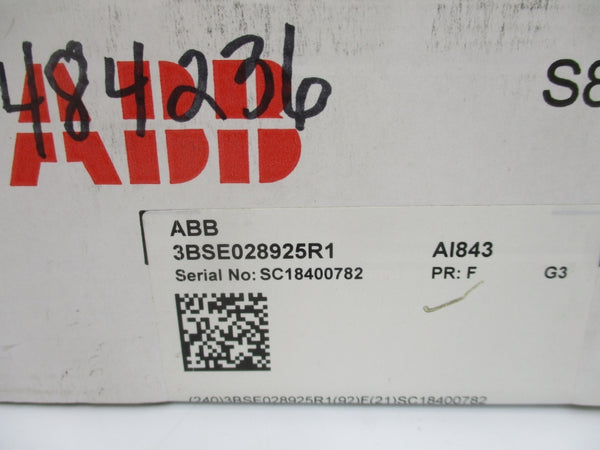 484236
ABB
S8
ABB
3BSE028925R1 AI843
Serial No: SC18400782 PR: F G3
(240)3BSE028925R1(92)F(21)SC18400782